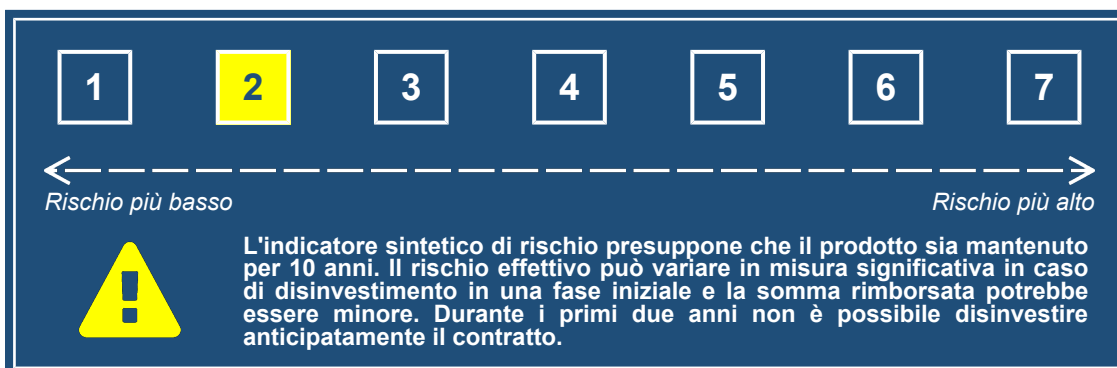 1 2 3 4 5 6 7
Rischio più basso Rischio più alto
L'indicatore sintetico di rischio presuppone che il prodotto sia mantenuto
per 10 anni. Il rischio effettivo può variare in misura significativa in caso
di disinvestimento in una fase iniziale e la somma rimborsata potrebbe
essere minore. Durante i primi due anni non è possibile disinvestire
anticipatamente il contratto.